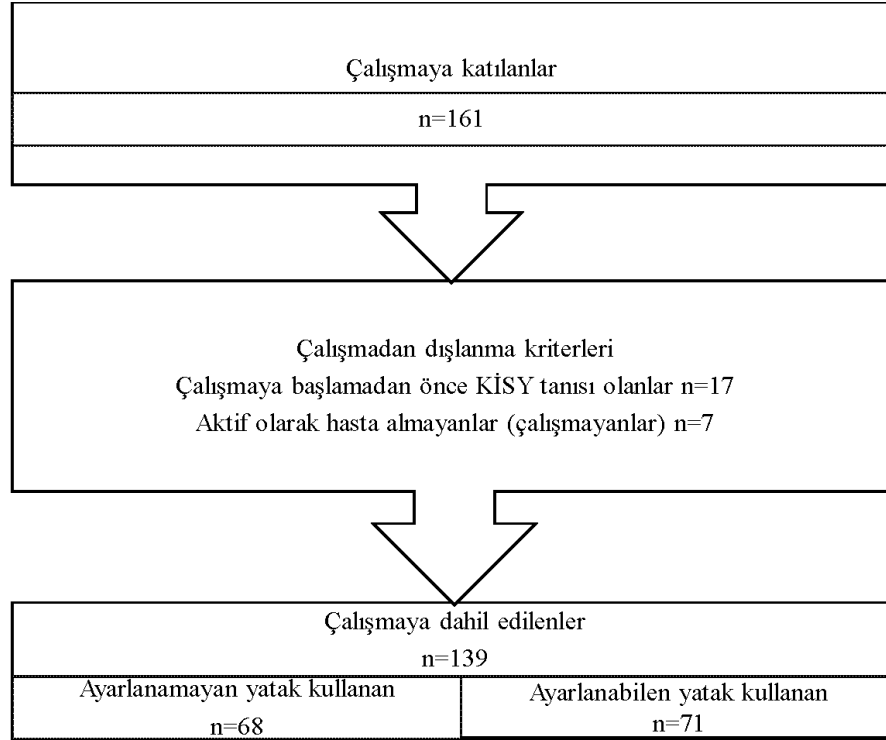 Çalışmaya katılanlar
n=161
Çalışmadan dışlanma kriterleri
Çalışmaya başlamadan önce KİSY tanısı olanlar n=17
Aktif olarak hasta almayanlar (çalışmayanlar) n=7
Çalışmaya dahil edilenler
n=139
Ayarlanamayan yatak kullanan
n=68
Ayarlanabilen yatak kullanan
n=71